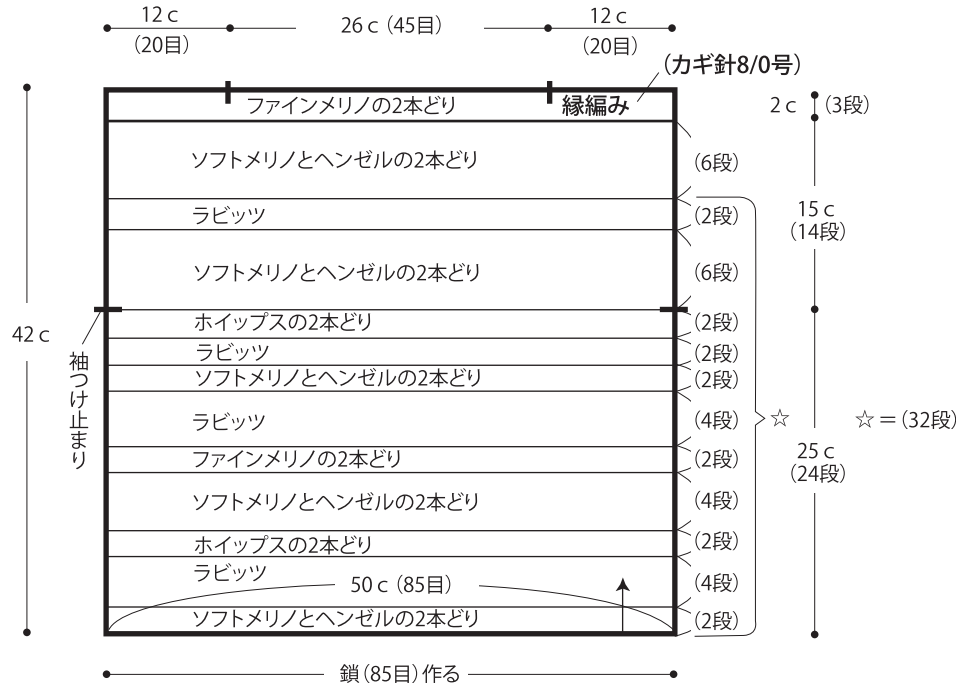 12ｃ
(20目)
26ｃ(45目)
12ｃ
(20目)
(カギ針8/0号)
ファインメリノの2本どり
縁編み
2ｃ
(3段)
ソフトメリノとヘンゼルの2本どり
(6段)
ラビッツ
(2段)
15ｃ
(14段)
ソフトメリノとヘンゼルの2本どり
(6段)
42ｃ
袖つけ止まり
ホイップスの2本どり
(2段)
ラビッツ
(2段)
ソフトメリノとヘンゼルの2本どり
(2段)
ラビッツ
(4段)
☆
☆＝(32段)
ファインメリノの2本どり
(2段)
25ｃ
(24段)
ソフトメリノとヘンゼルの2本どり
(4段)
ホイップスの2本どり
(2段)
ラビッツ
(4段)
50ｃ(85目)
ソフトメリノとヘンゼルの2本どり
(2段)
鎖(85目)作る